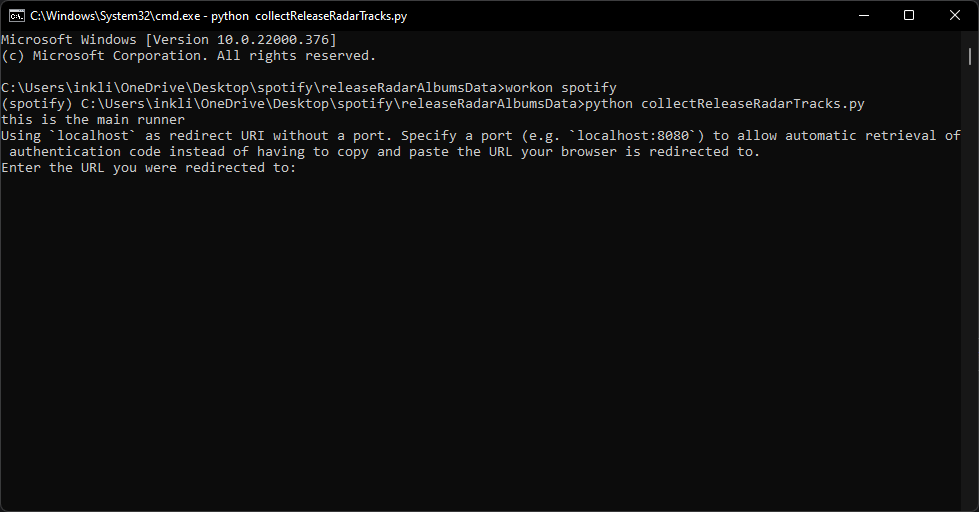 C:\Windows\System32\cmd.exe - python  collectReleaseRadarTracks.py
Microsoft Windows [Version 10.0.22000.376]
(c) Microsoft Corporation. All rights reserved.
C:\Users\inkli\OneDrive\Desktop\spotify\releaseRadarAlbumsData>workon spotify
(spotify) C:\Users\inkli\OneDrive\Desktop\spotify\releaseRadarAlbumsData>python collectReleaseRadarTracks.py
this is the main runner
Using `localhost` as redirect URI without a port. Specify a port (e.g. `localhost:8080`) to allow automatic retrieval of
 authentication code instead of having to copy and paste the URL your browser is redirected to.
Enter the URL you were redirected to: